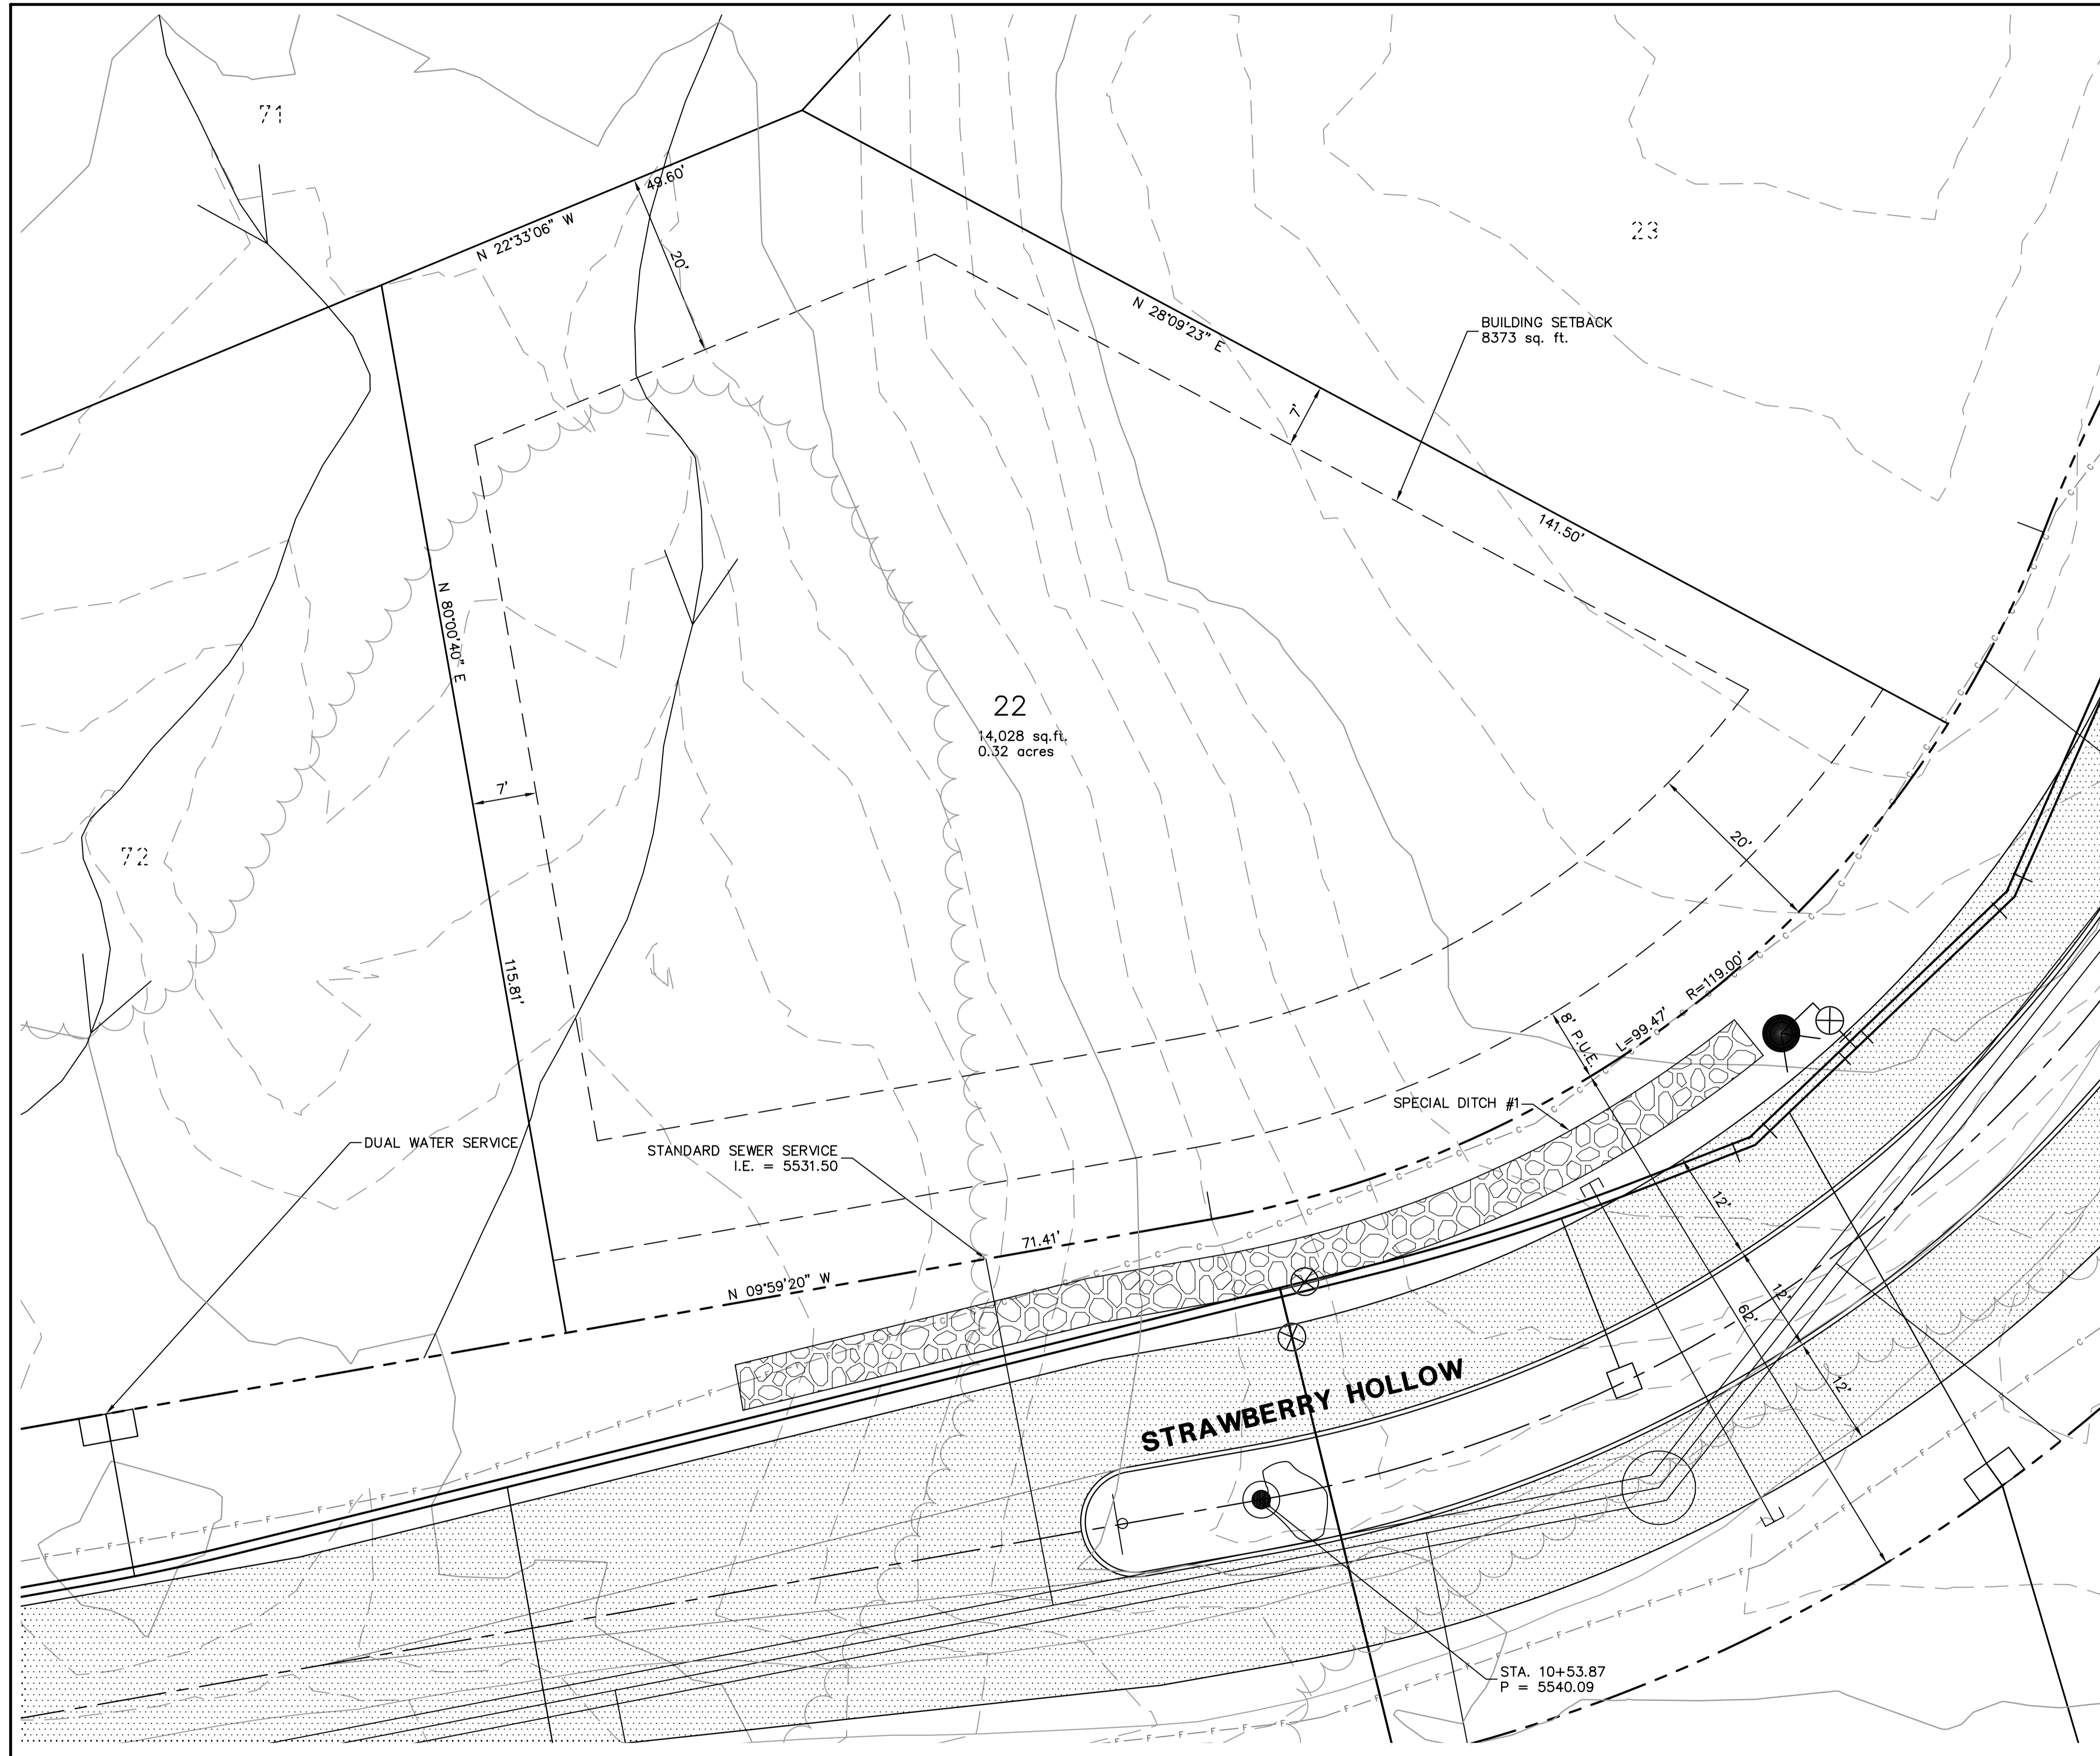 71
49.60'
N 22°33'06" W
20'
23
N 28°09'23" E
BUILDING SETBACK
8373 sq. ft.
7'
141.50'
N 80°00'40" E
22
14,028 sq.ft.
0.32 acres
7'
72
20'
115.81'
R=119.00'
L=99.47'
8' P.U.E.
SPECIAL DITCH #1
DUAL WATER SERVICE
STANDARD SEWER SERVICE
I.E. = 5531.50
71.41'
N 09°59'20" W
12'
12'
62'
12'
STRAWBERRY HOLLOW
STA. 10+53.87
P = 5540.09